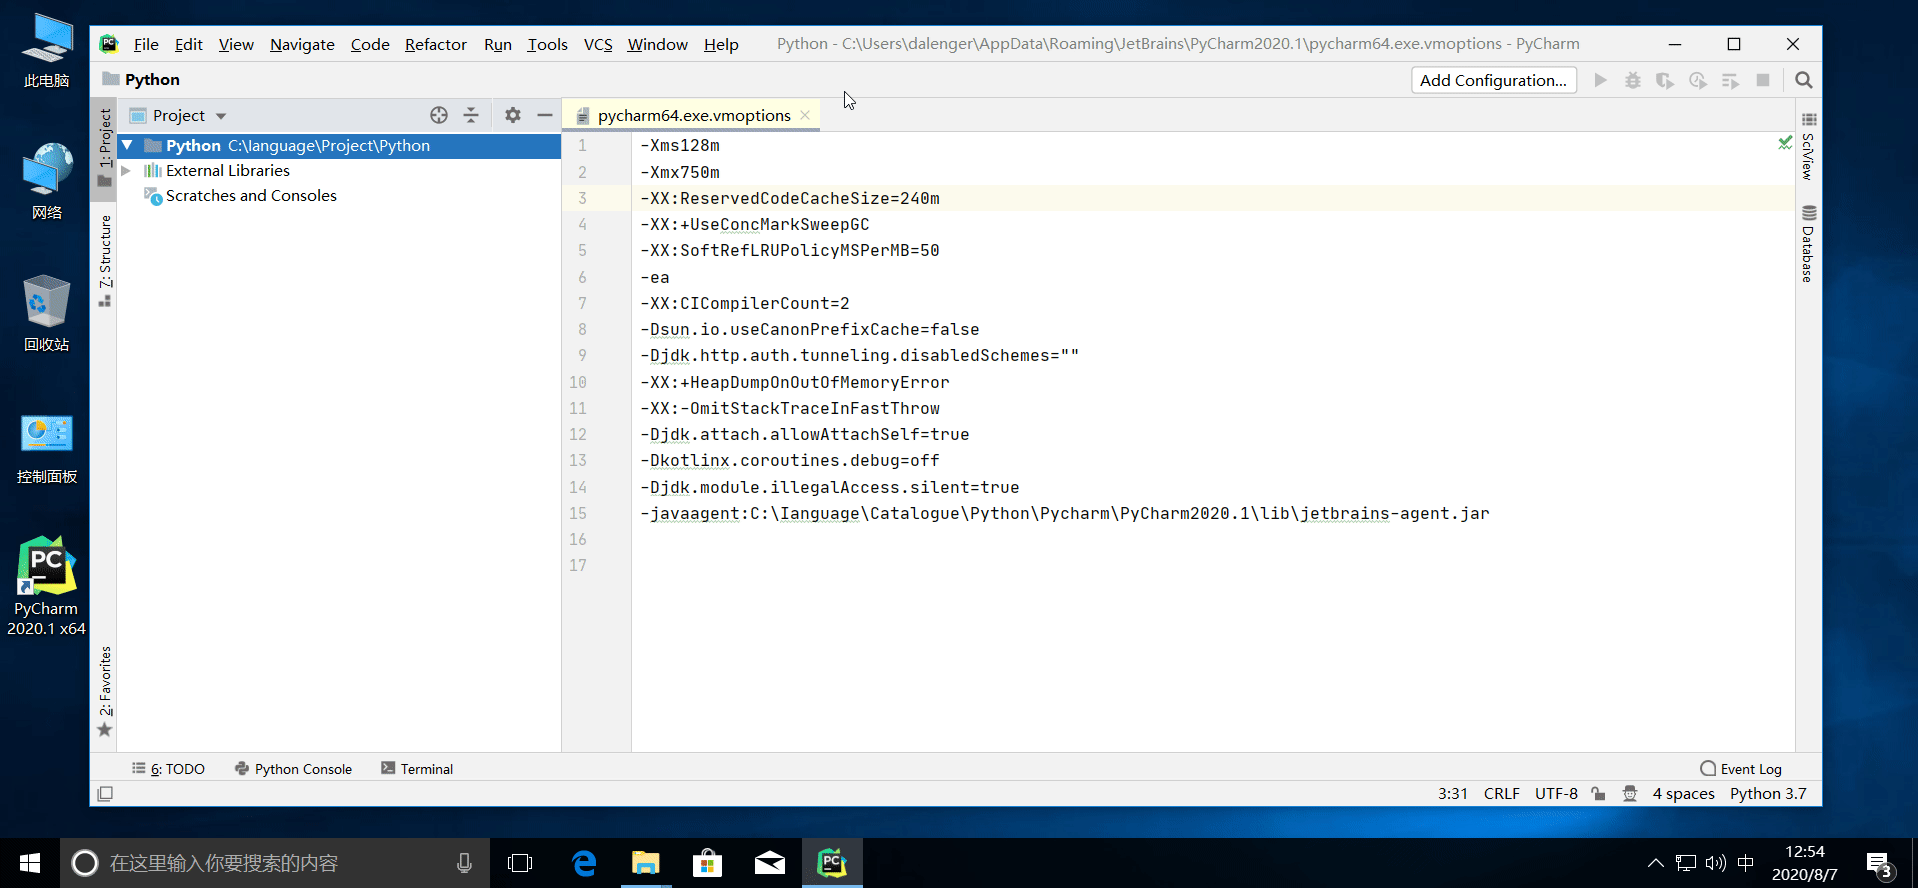 此电脑
网络
回收站
控制面板
PC
PyCharm
2020.1 x64
PC
File Edit View Navigate Code Refactor Run Tools VCS Window Help
Python - C:\Users\dalenger\AppData\Roaming\JetBrains\PyCharm2020.1\pycharm64.exe.vmoptions - PyCharm
Python
Add Configuration...
1: Project
7: Structure
2: Favorites
Project
Python C:\language\Project\Python
External Libraries
Scratches and Consoles
pycharm64.exe.vmoptions
1 -Xms128m
2 -Xmx750m
3 -XX:ReservedCodeCacheSize=240m
4 -XX:+UseConcMarkSweepGC
5 -XX:SoftRefLRUPolicyMSPerMB=50
6 -ea
7 -XX:CICompilerCount=2
8 -Dsun.io.useCanonPrefixCache=false
9 -Djdk.http.auth.tunneling.disabledSchemes=""
10 -XX:+HeapDumpOnOutOfMemoryError
11 -XX:-OmitStackTraceInFastThrow
12 -Djdk.attach.allowAttachSelf=true
13 -Dkotlinx.coroutines.debug=off
14 -Djdk.module.illegalAccess.silent=true
15 -javaagent:C:\Ianguage\Catalogue\Python\Pycharm\PyCharm2020.1\lib\jetbrains-agent.jar
16
17
SciView
Database
6: TODO Python Console Terminal Event Log
3:31 CRLF UTF-8 4 spaces Python 3.7
在这里输入你要搜索的内容
PC
中
12:54
2020/8/7
3